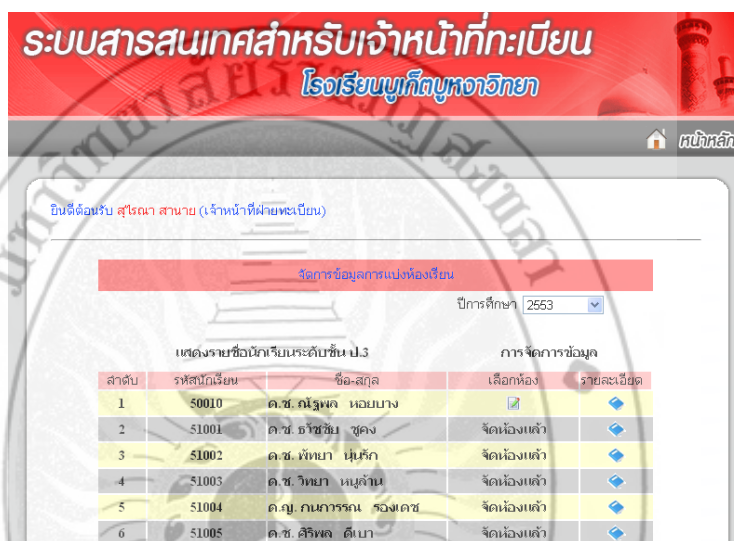 ระบบสารสนเทศสำหรับเจ้าหน้าที่ทะเบียน
โรงเรียนบูเก็ตบูหงาวิทยา
หน้าหลัก
ยินดีต้อนรับ สุไรณา สานาย (เจ้าหน้าที่ฝ่ายทะเบียน)
จัดการข้อมูลการแบ่งห้องเรียน
ปีการศึกษา 2553
แสดงรายชื่อนักเรียนระดับชั้น ป.3 การจัดการข้อมูล
ลำดับ รหัสนักเรียน ชื่อ-สกุล เลือกห้อง รายละเอียด
1 50010 ด.ช. ณัฐพล หอยบาง
2 51001 ด.ช. ธวัชชัย ชูคง จัดห้องแล้ว
3 51002 ด.ช. พัทยา นุ่นรัก จัดห้องแล้ว
4 51003 ด.ช. วิทยา หนูล้าน จัดห้องแล้ว
5 51004 ด.ญ. กนการรณ รองเดช จัดห้องแล้ว
6 51005 ด.ช. ศิริพล ดีเบา จัดห้องแล้ว